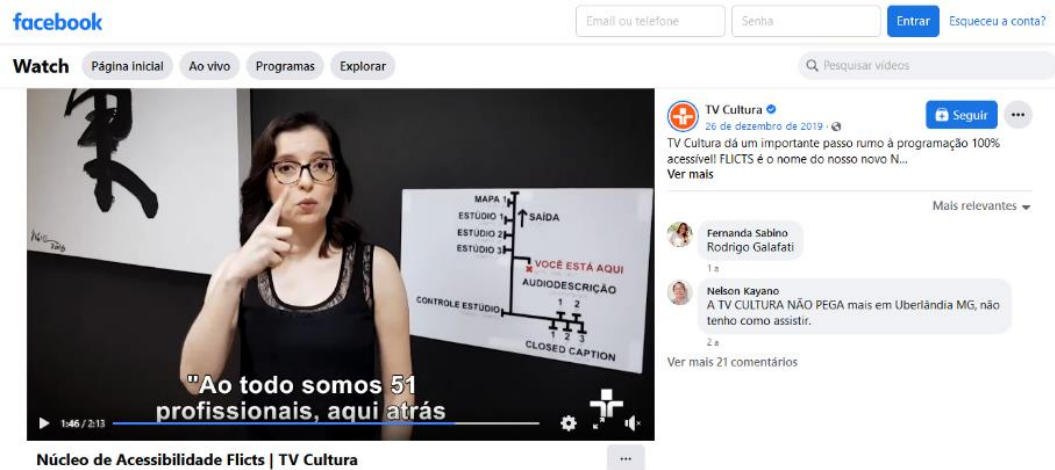 facebook
Email ou telefone
Senha
Entrar
Esqueceu a conta?
Watch
Página inicial
Ao vivo
Programas
Explorar
Pesquisar vídeos
MAPA 1
ESTÚDIO 1
SAÍDA
ESTÚDIO 2
ESTÚDIO 3
VOCÊ ESTÁ AQUI
AUDIODESCRIÇÃO
1 2
CONTROLE ESTÚDIO
1 2 3
CLOSED CAPTION
"Ao todo somos 51
profissionais, aqui atrás
1:46 / 2:13
Núcleo de Acessibilidade Flicts | TV Cultura
TV Cultura
26 de dezembro de 2019 ·
Seguir
TV Cultura dá um importante passo rumo à programação 100%
acessível! FLICTS é o nome do nosso novo N...
Ver mais
Mais relevantes
Fernanda Sabino
Rodrigo Galafati
1 a
Nelson Kayano
A TV CULTURA NÃO PEGA mais em Uberlândia MG, não
tenho como assistir.
2 a
Ver mais 21 comentários